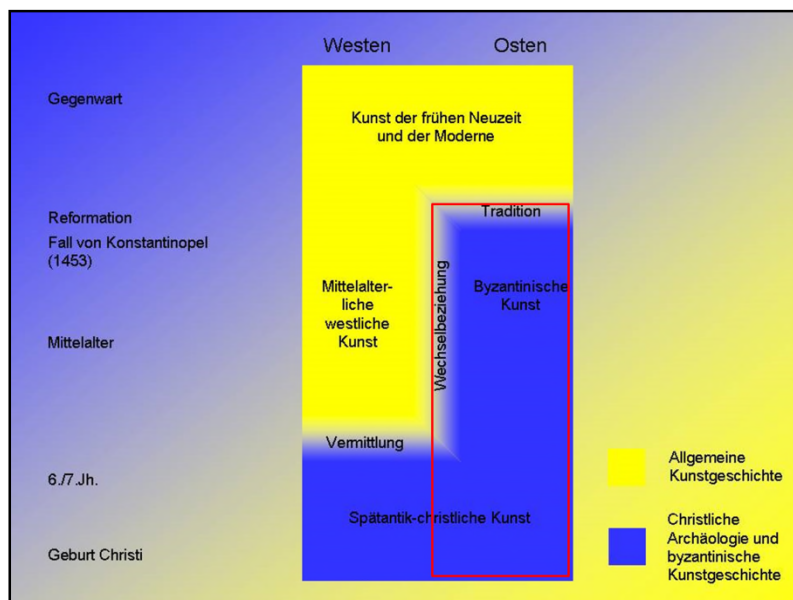 Westen
Osten
Gegenwart
Kunst der frühen Neuzeit
und der Moderne
Reformation
Tradition
Fall von Konstantinopel
(1453)
Wechselbeziehung
Mittelalter-
liche
westliche
Kunst
Byzantinische
Kunst
Mittelalter
Vermittlung
6./7.Jh.
Spätantik-christliche Kunst
Geburt Christi
Allgemeine
Kunstgeschichte
Christliche
Archäologie und
byzantinische
Kunstgeschichte